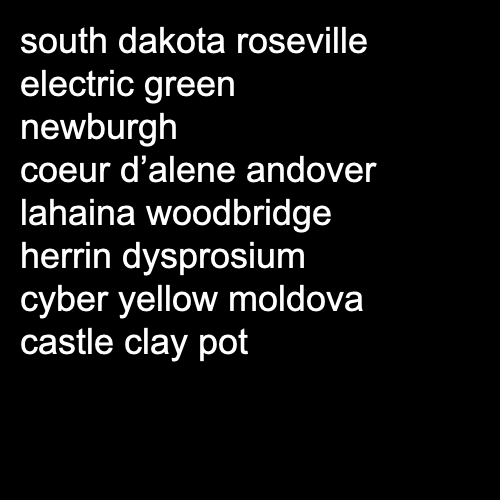 south dakota roseville
electric green
newburgh
coeur d’alene andover
lahaina woodbridge
herrin dysprosium
cyber yellow moldova
castle clay pot